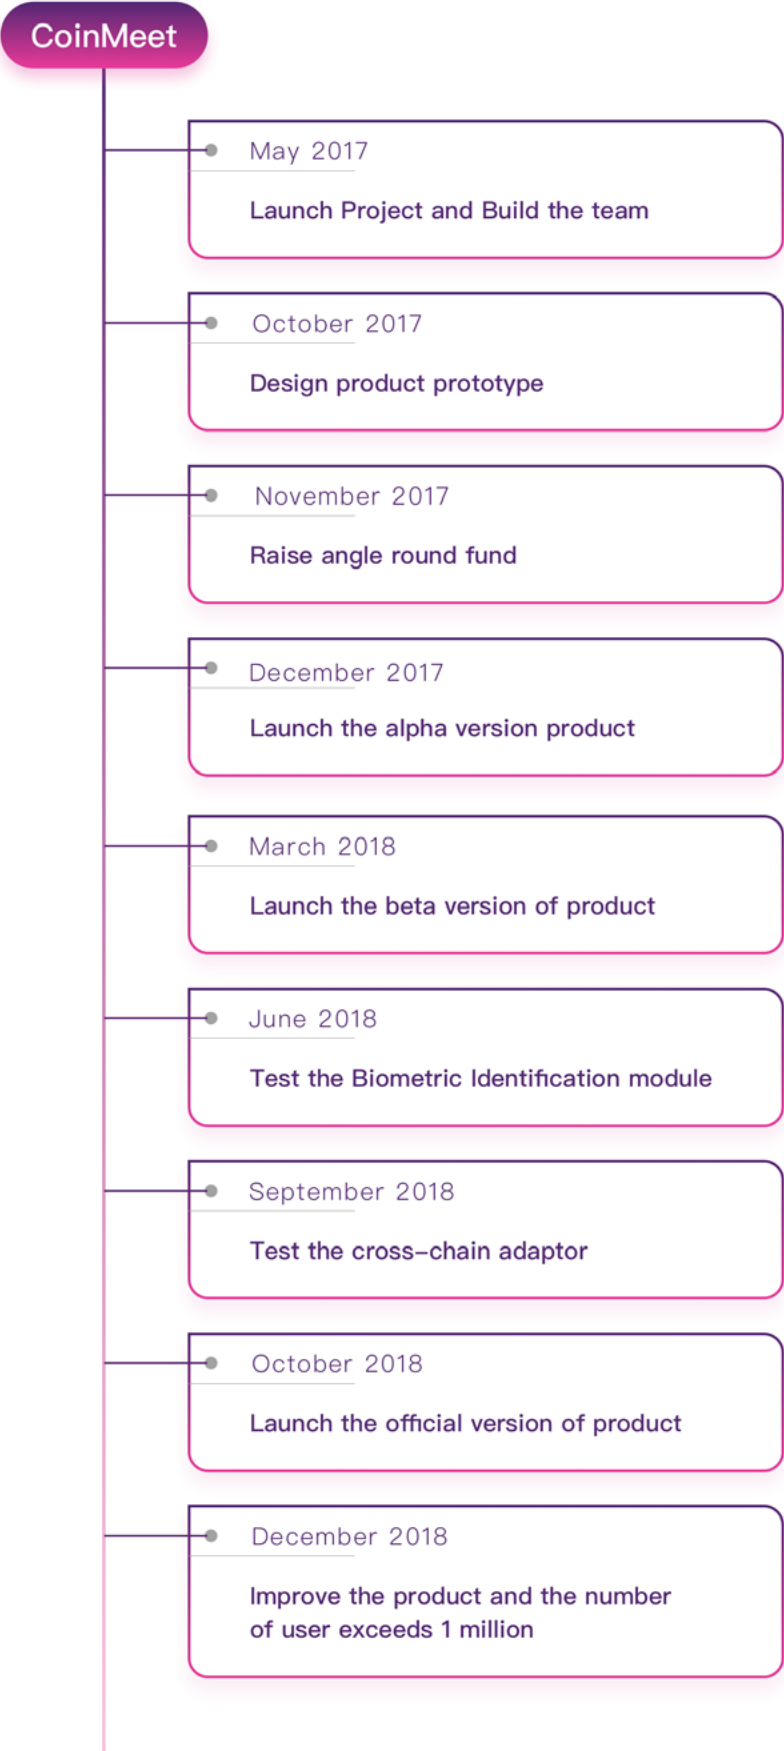 CoinMeet
May 2017
Launch Project and Build the team
October 2017
Design product prototype
November 2017
Raise angle round fund
December 2017
Launch the alpha version product
March 2018
Launch the beta version of product
June 2018
Test the Biometric Identification module
September 2018
Test the cross–chain adaptor
October 2018
Launch the official version of product
December 2018
Improve the product and the number
of user exceeds 1 million